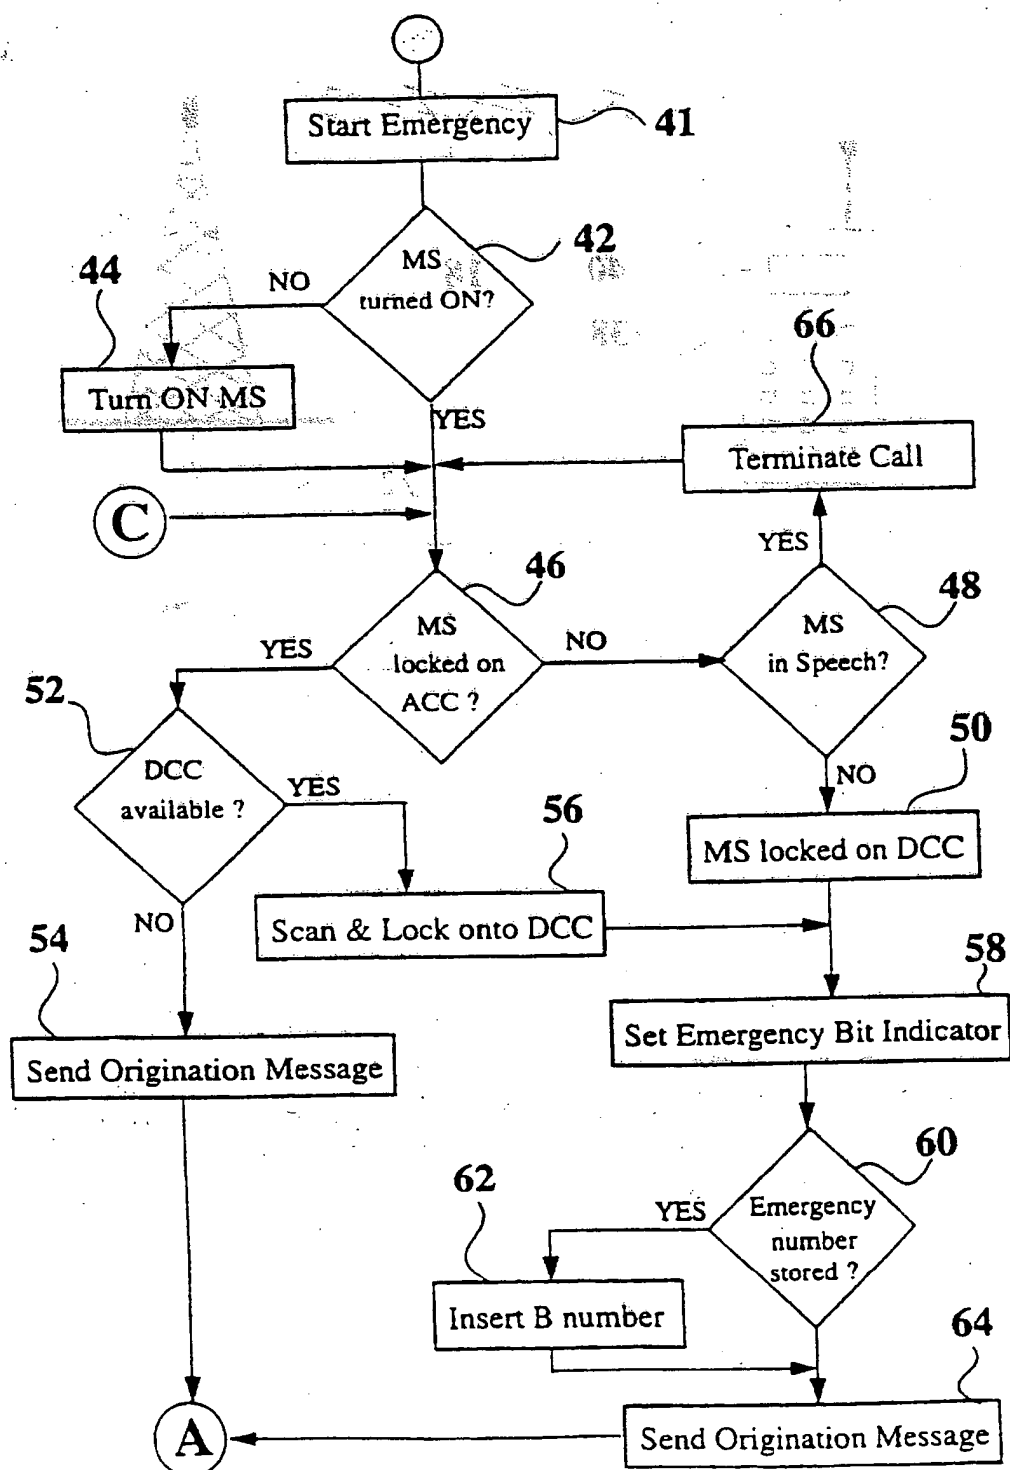 Start Emergency
41
MS
turned ON?
42
NO
44
Turn ON MS
YES
66
Terminate Call
C
YES
46
MS
locked on
ACC ?
YES
NO
48
MS
in Speech?
52
DCC
available ?
YES
NO
50
MS locked on DCC
56
Scan & Lock onto DCC
NO
54
Send Origination Message
58
Set Emergency Bit Indicator
60
Emergency
number
stored ?
YES
62
Insert B number
64
Send Origination Message
A